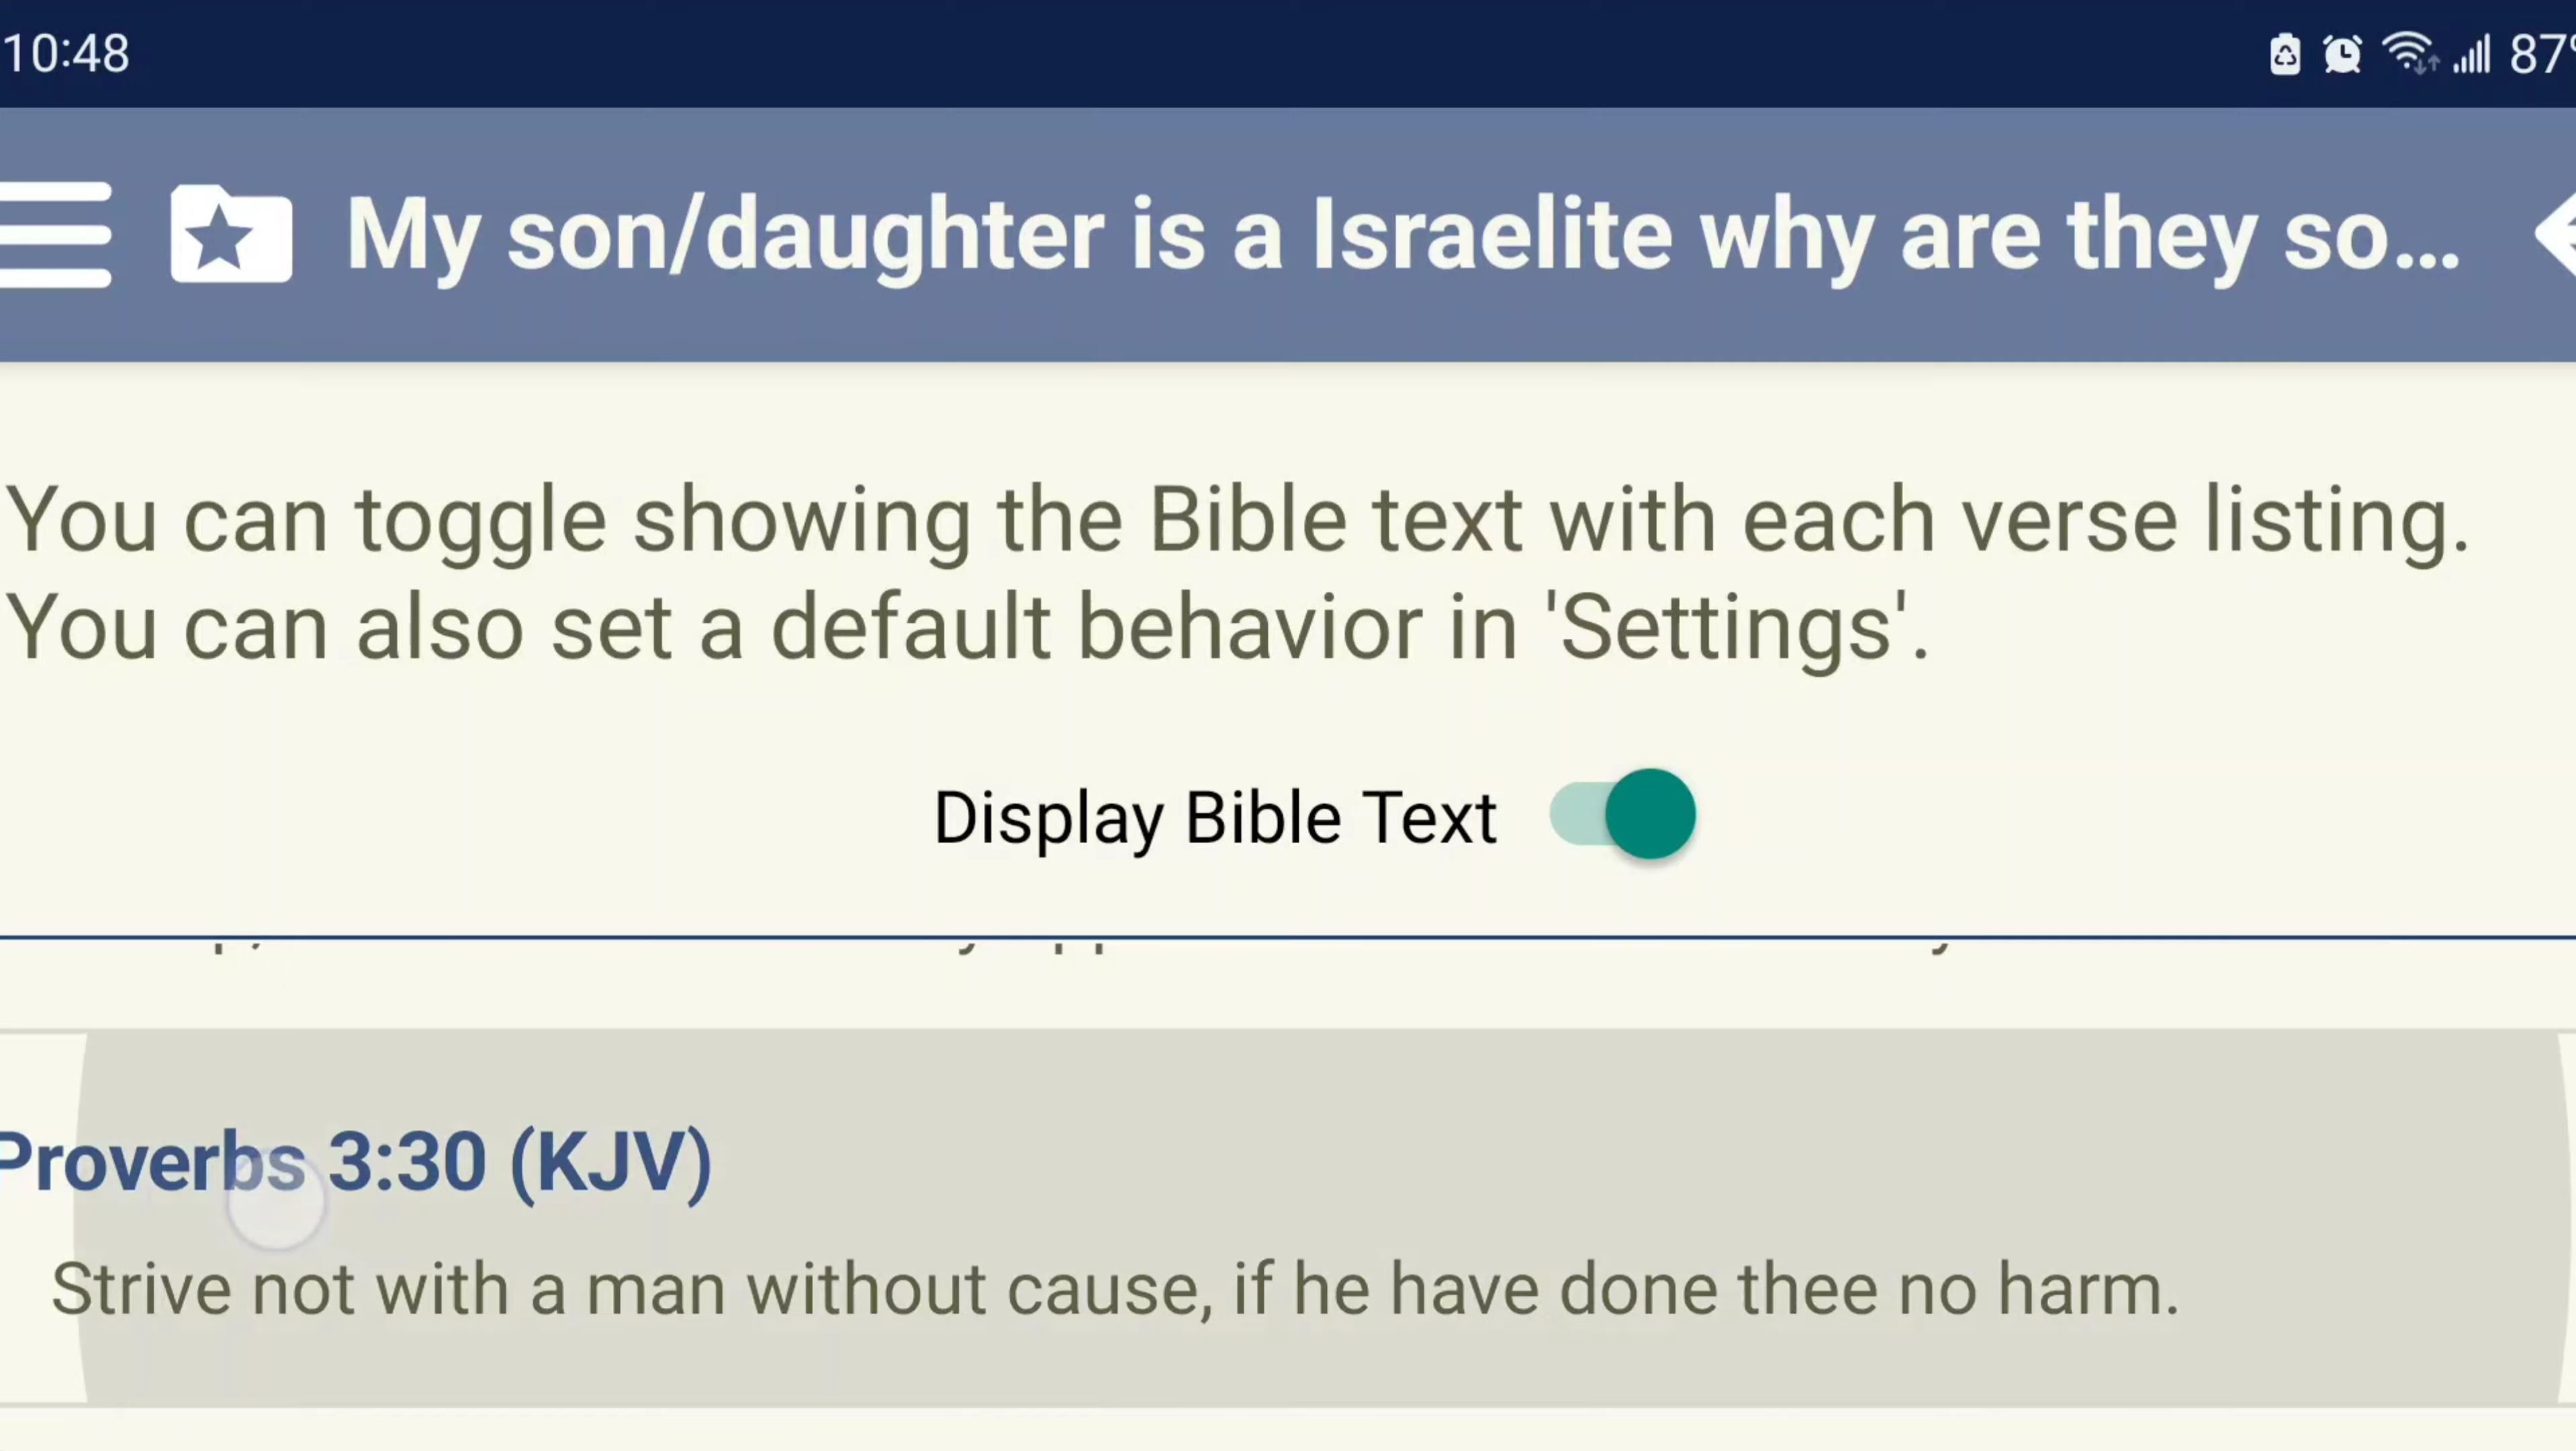 10:48
87%
My son/daughter is a Israelite why are they so...
You can toggle showing the Bible text with each verse listing.
You can also set a default behavior in 'Settings'.
Display Bible Text
Proverbs 3:30 (KJV)
Strive not with a man without cause, if he have done thee no harm.